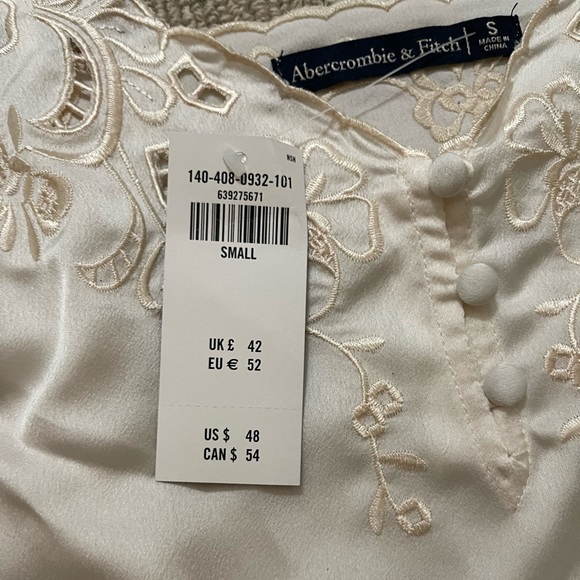 Abercrombie & Fitch
S
MADE IN
CHINA
NSN
140-408-0932-101
639275671
SMALL
UK £ 42
EU € 52
US $ 48
CAN $ 54